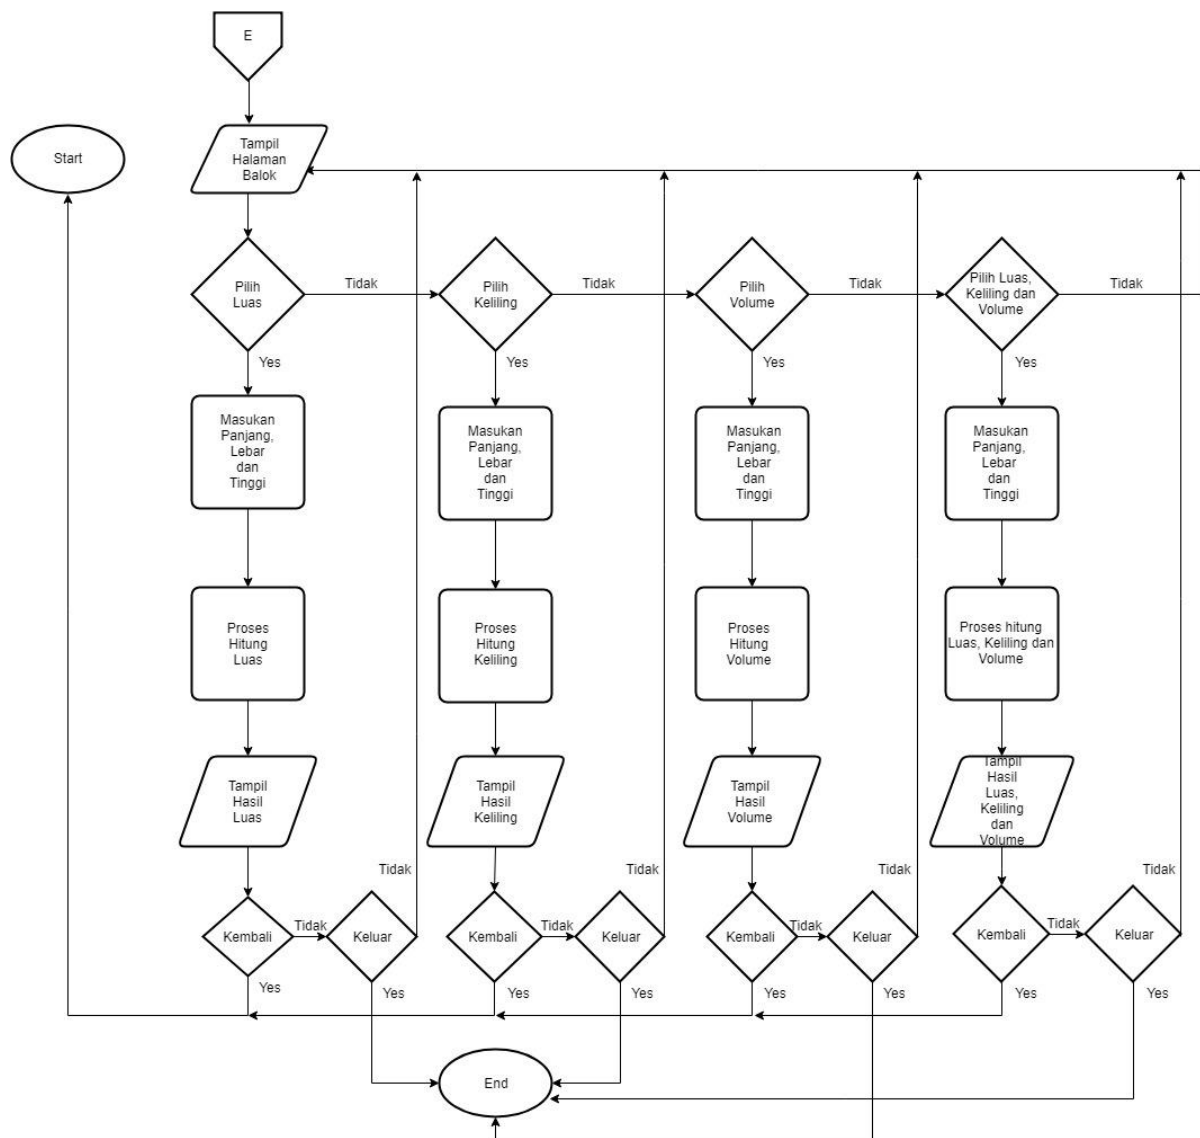 E
Start
Tampil
Halaman
Balok
Pilih
Luas
Tidak
Pilih
Keliling
Tidak
Pilih
Volume
Tidak
Pilih Luas,
Keliling dan
Volume
Tidak
Yes
Yes
Yes
Yes
Masukan
Panjang,
Lebar
dan
Tinggi
Masukan
Panjang,
Lebar
dan
Tinggi
Masukan
Panjang,
Lebar
dan
Tinggi
Masukan
Panjang,
Lebar
dan
Tinggi
Proses
Hitung
Luas
Proses
Hitung
Keliling
Proses
Hitung
Volume
Proses hitung
Luas, Keliling dan
Volume
Tampil
Hasil
Luas
Tampil
Hasil
Keliling
Tampil
Hasil
Volume
Tampil
Hasil
Luas,
Keliling
dan
Volume
Tidak
Tidak
Tidak
Tidak
Kembali
Tidak
Keluar
Kembali
Tidak
Keluar
Kembali
Tidak
Keluar
Kembali
Tidak
Keluar
Yes
Yes
Yes
Yes
Yes
Yes
Yes
Yes
End